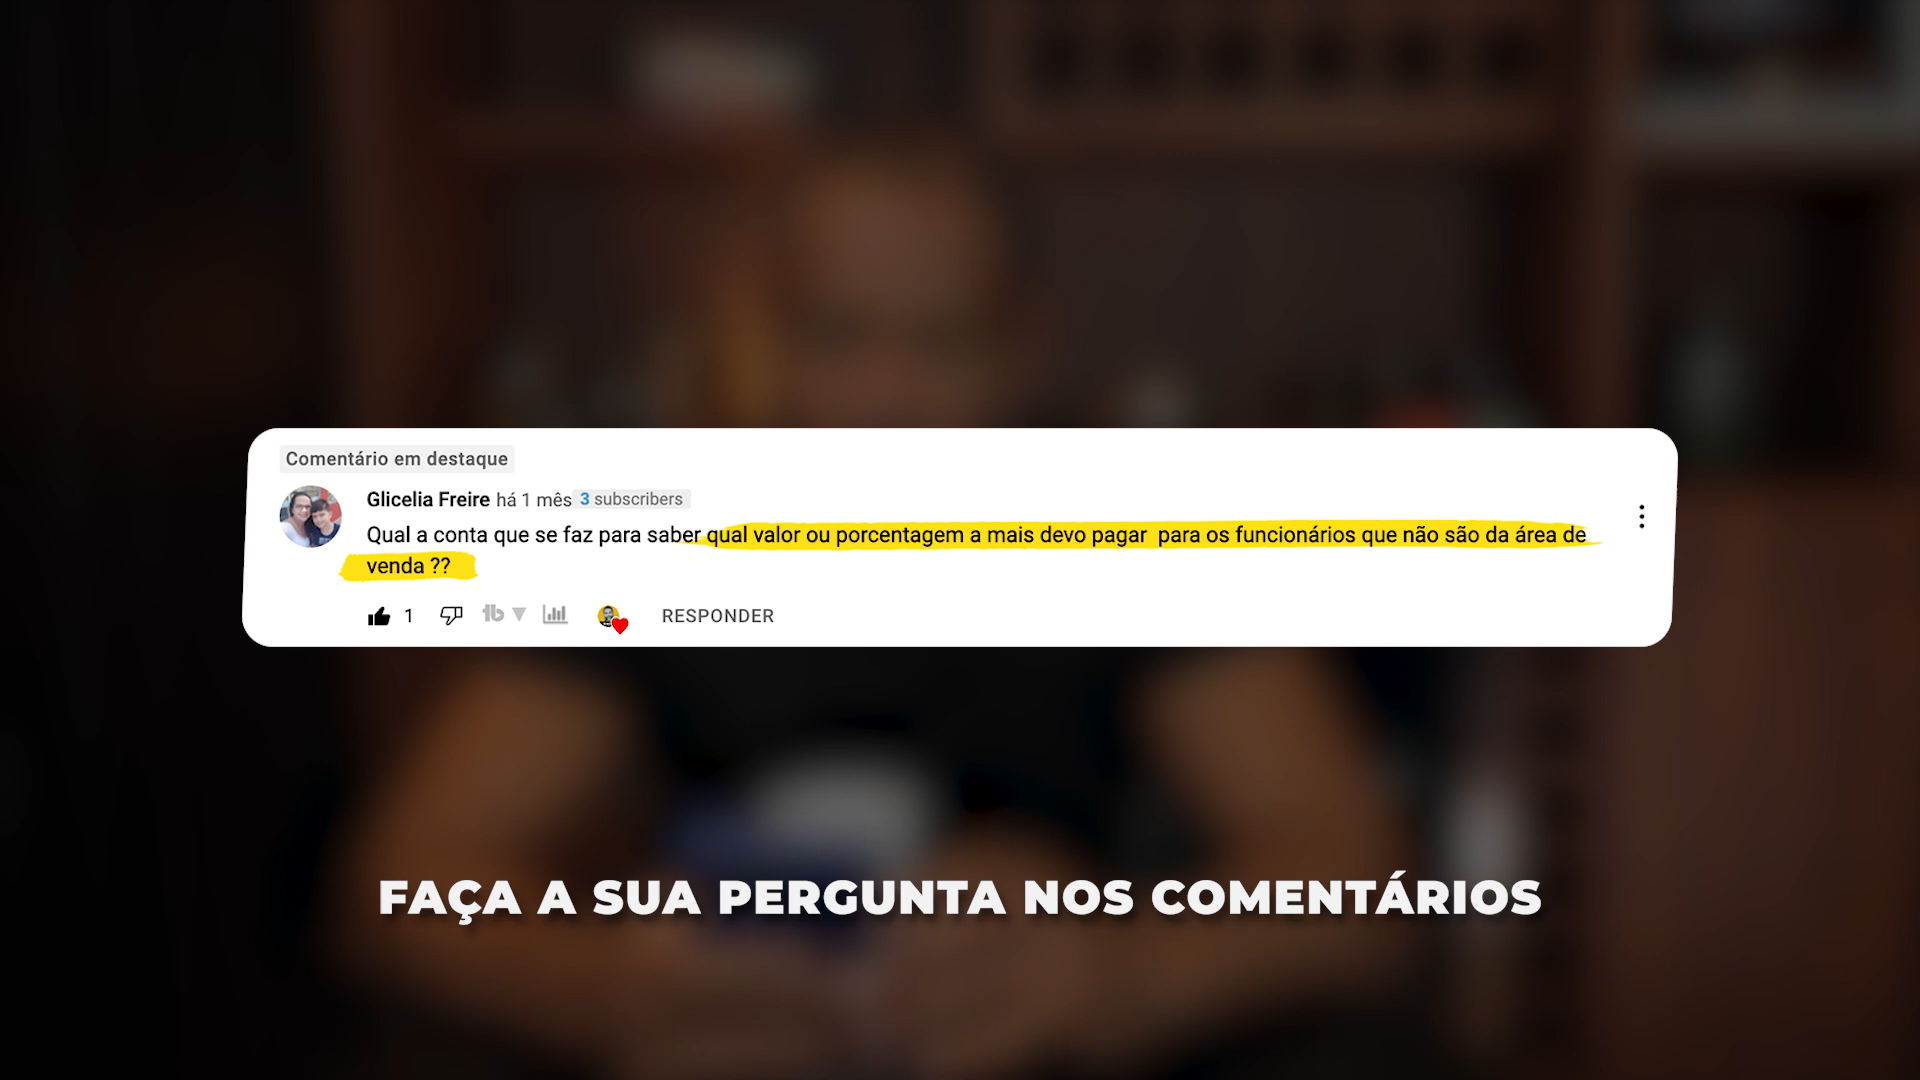 Comentário em destaque
Glicelia Freire há 1 mês 3 subscribers
Qual a conta que se faz para saber qual valor ou porcentagem a mais devo pagar  para os funcionários que não são da área de
venda ??
1 tb RESPONDER
FAÇA A SUA PERGUNTA NOS COMENTÁRIOS